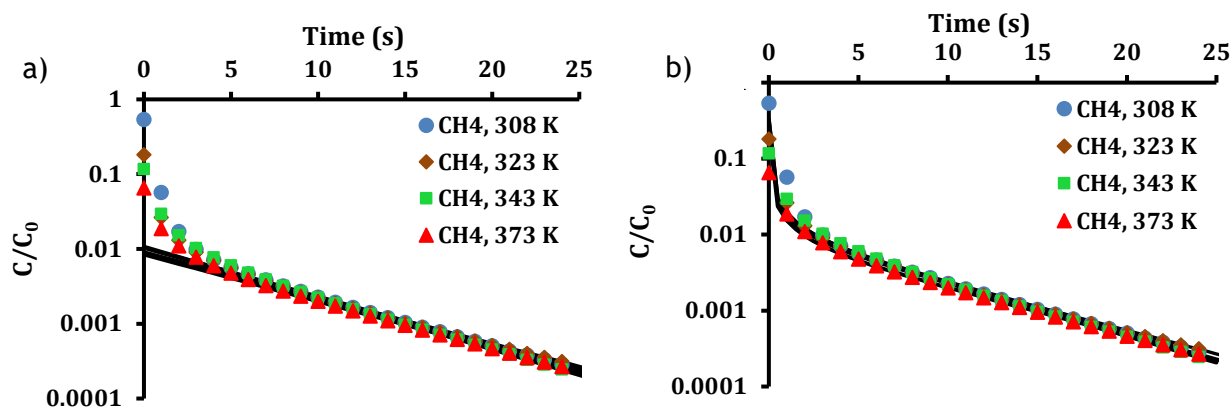 a)
Time (s)
0 5 10 15 20 25
1
0.1
0.01
0.001
0.0001
C/C₀
CH4, 308 K
CH4, 323 K
CH4, 343 K
CH4, 373 K
b)
Time (s)
0 5 10 15 20 25
0.1
0.01
0.001
0.0001
C/C₀
CH4, 308 K
CH4, 323 K
CH4, 343 K
CH4, 373 K